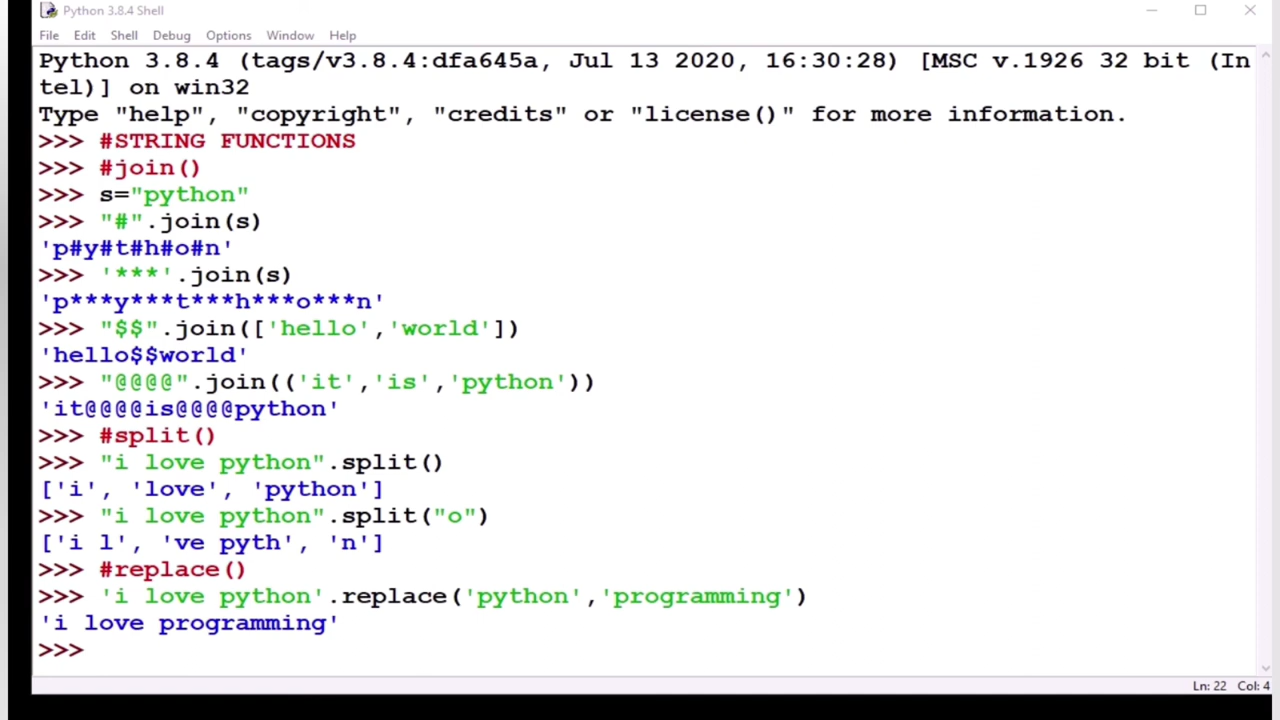 Python 3.8.4 Shell
File Edit Shell Debug Options Window Help
Python 3.8.4 (tags/v3.8.4:dfa645a, Jul 13 2020, 16:30:28) [MSC v.1926 32 bit (In
tel)] on win32
Type "help", "copyright", "credits" or "license()" for more information.
>>> #STRING FUNCTIONS
>>> #join()
>>> s="python"
>>> "#".join(s)
'p#y#t#h#o#n'
>>> '***'.join(s)
'p***y***t***h***o***n'
>>> "$$".join(['hello','world'])
'hello$$world'
>>> "@@@@".join(('it','is','python'))
'it@@@@is@@@@python'
>>> #split()
>>> "i love python".split()
['i', 'love', 'python']
>>> "i love python".split("o")
['i l', 've pyth', 'n']
>>> #replace()
>>> 'i love python'.replace('python','programming')
'i love programming'
>>>
Ln: 22 Col: 4